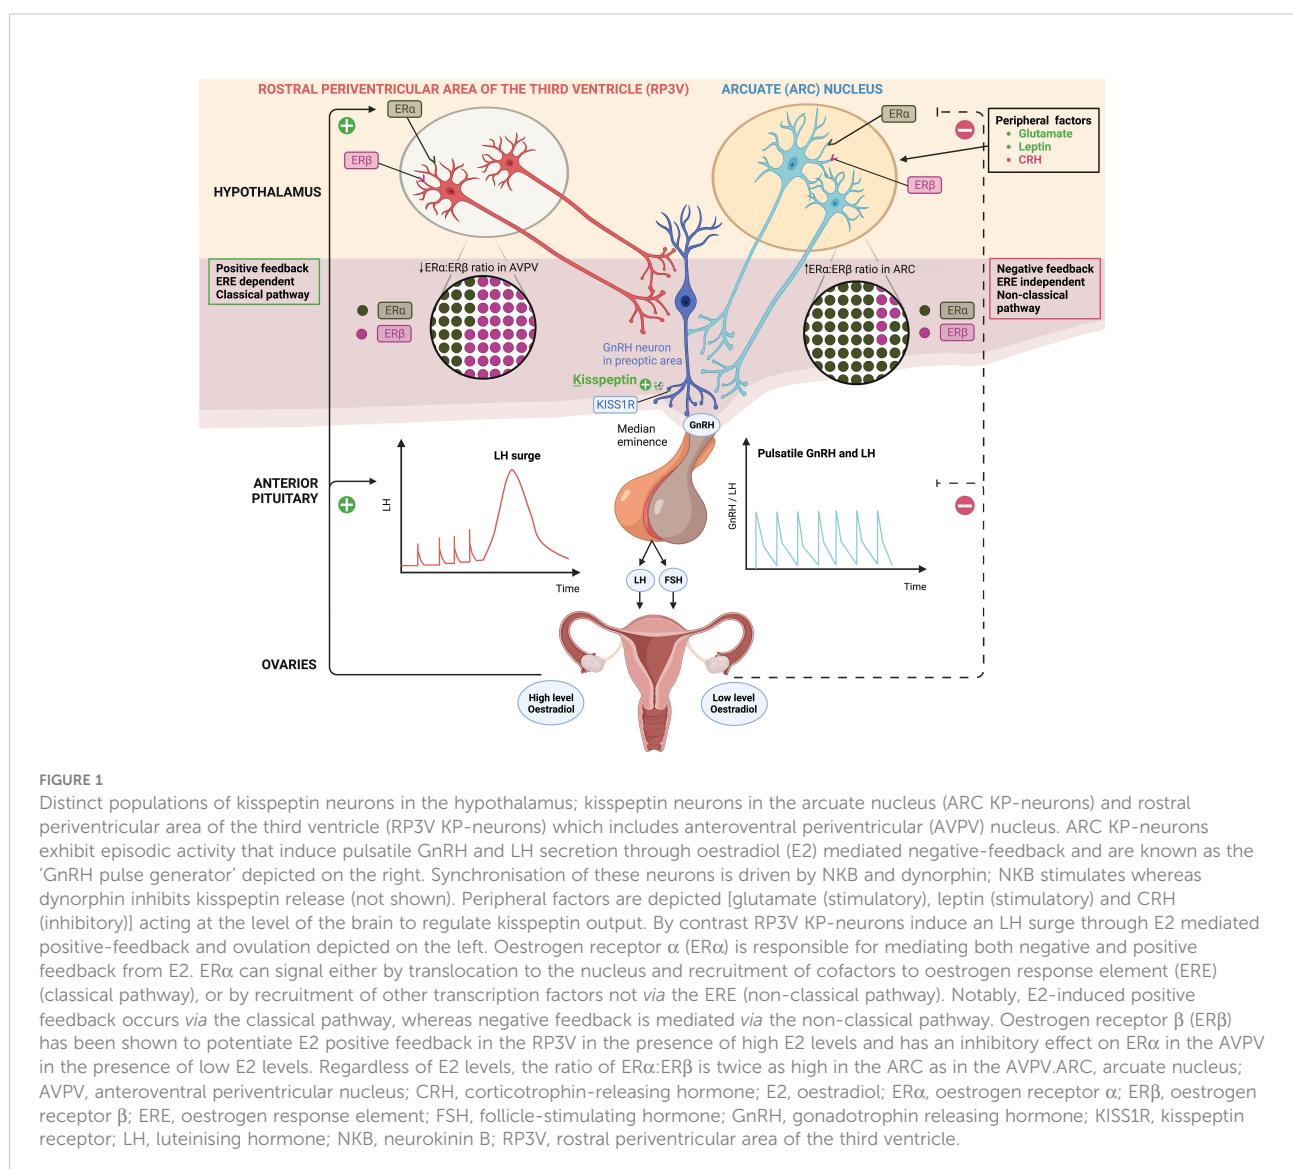 ROSTRAL PERIVENTRICULAR AREA OF THE THIRD VENTRICLE (RP3V)
ARCUATE (ARC) NUCLEUS
ERα
ERβ
HYPOTHALAMUS
ERα
ERβ
Peripheral factors
• Glutamate
• Leptin
• CRH
Positive feedback
ERE dependent
Classical pathway
↓ERα:ERβ ratio in AVPV
ERα
ERβ
↑ERα:ERβ ratio in ARC
ERα
ERβ
Negative feedback
ERE independent
Non-classical
pathway
GnRH neuron
in preoptic area
Kisspeptin
KISS1R
GnRH
Median
eminence
ANTERIOR
PITUITARY
LH surge
LH
Time
Pulsatile GnRH and LH
GnRH / LH
Time
LH
FSH
OVARIES
High level
Oestradiol
Low level
Oestradiol
FIGURE 1
Distinct populations of kisspeptin neurons in the hypothalamus; kisspeptin neurons in the arcuate nucleus (ARC KP-neurons) and rostral
periventricular area of the third ventricle (RP3V KP-neurons) which includes anteroventral periventricular (AVPV) nucleus. ARC KP-neurons
exhibit episodic activity that induce pulsatile GnRH and LH secretion through oestradiol (E2) mediated negative-feedback and are known as the
‘GnRH pulse generator’ depicted on the right. Synchronisation of these neurons is driven by NKB and dynorphin; NKB stimulates whereas
dynorphin inhibits kisspeptin release (not shown). Peripheral factors are depicted [glutamate (stimulatory), leptin (stimulatory) and CRH
(inhibitory)] acting at the level of the brain to regulate kisspeptin output. By contrast RP3V KP-neurons induce an LH surge through E2 mediated
positive-feedback and ovulation depicted on the left. Oestrogen receptor α (ERα) is responsible for mediating both negative and positive
feedback from E2. ERα can signal either by translocation to the nucleus and recruitment of cofactors to oestrogen response element (ERE)
(classical pathway), or by recruitment of other transcription factors not via the ERE (non-classical pathway). Notably, E2-induced positive
feedback occurs via the classical pathway, whereas negative feedback is mediated via the non-classical pathway. Oestrogen receptor β (ERβ)
has been shown to potentiate E2 positive feedback in the RP3V in the presence of high E2 levels and has an inhibitory effect on ERα in the AVPV
in the presence of low E2 levels. Regardless of E2 levels, the ratio of ERα:ERβ is twice as high in the ARC as in the AVPV.ARC, arcuate nucleus;
AVPV, anteroventral periventricular nucleus; CRH, corticotrophin-releasing hormone; E2, oestradiol; ERα, oestrogen receptor α; ERβ, oestrogen
receptor β; ERE, oestrogen response element; FSH, follicle-stimulating hormone; GnRH, gonadotrophin releasing hormone; KISS1R, kisspeptin
receptor; LH, luteinising hormone; NKB, neurokinin B; RP3V, rostral periventricular area of the third ventricle.